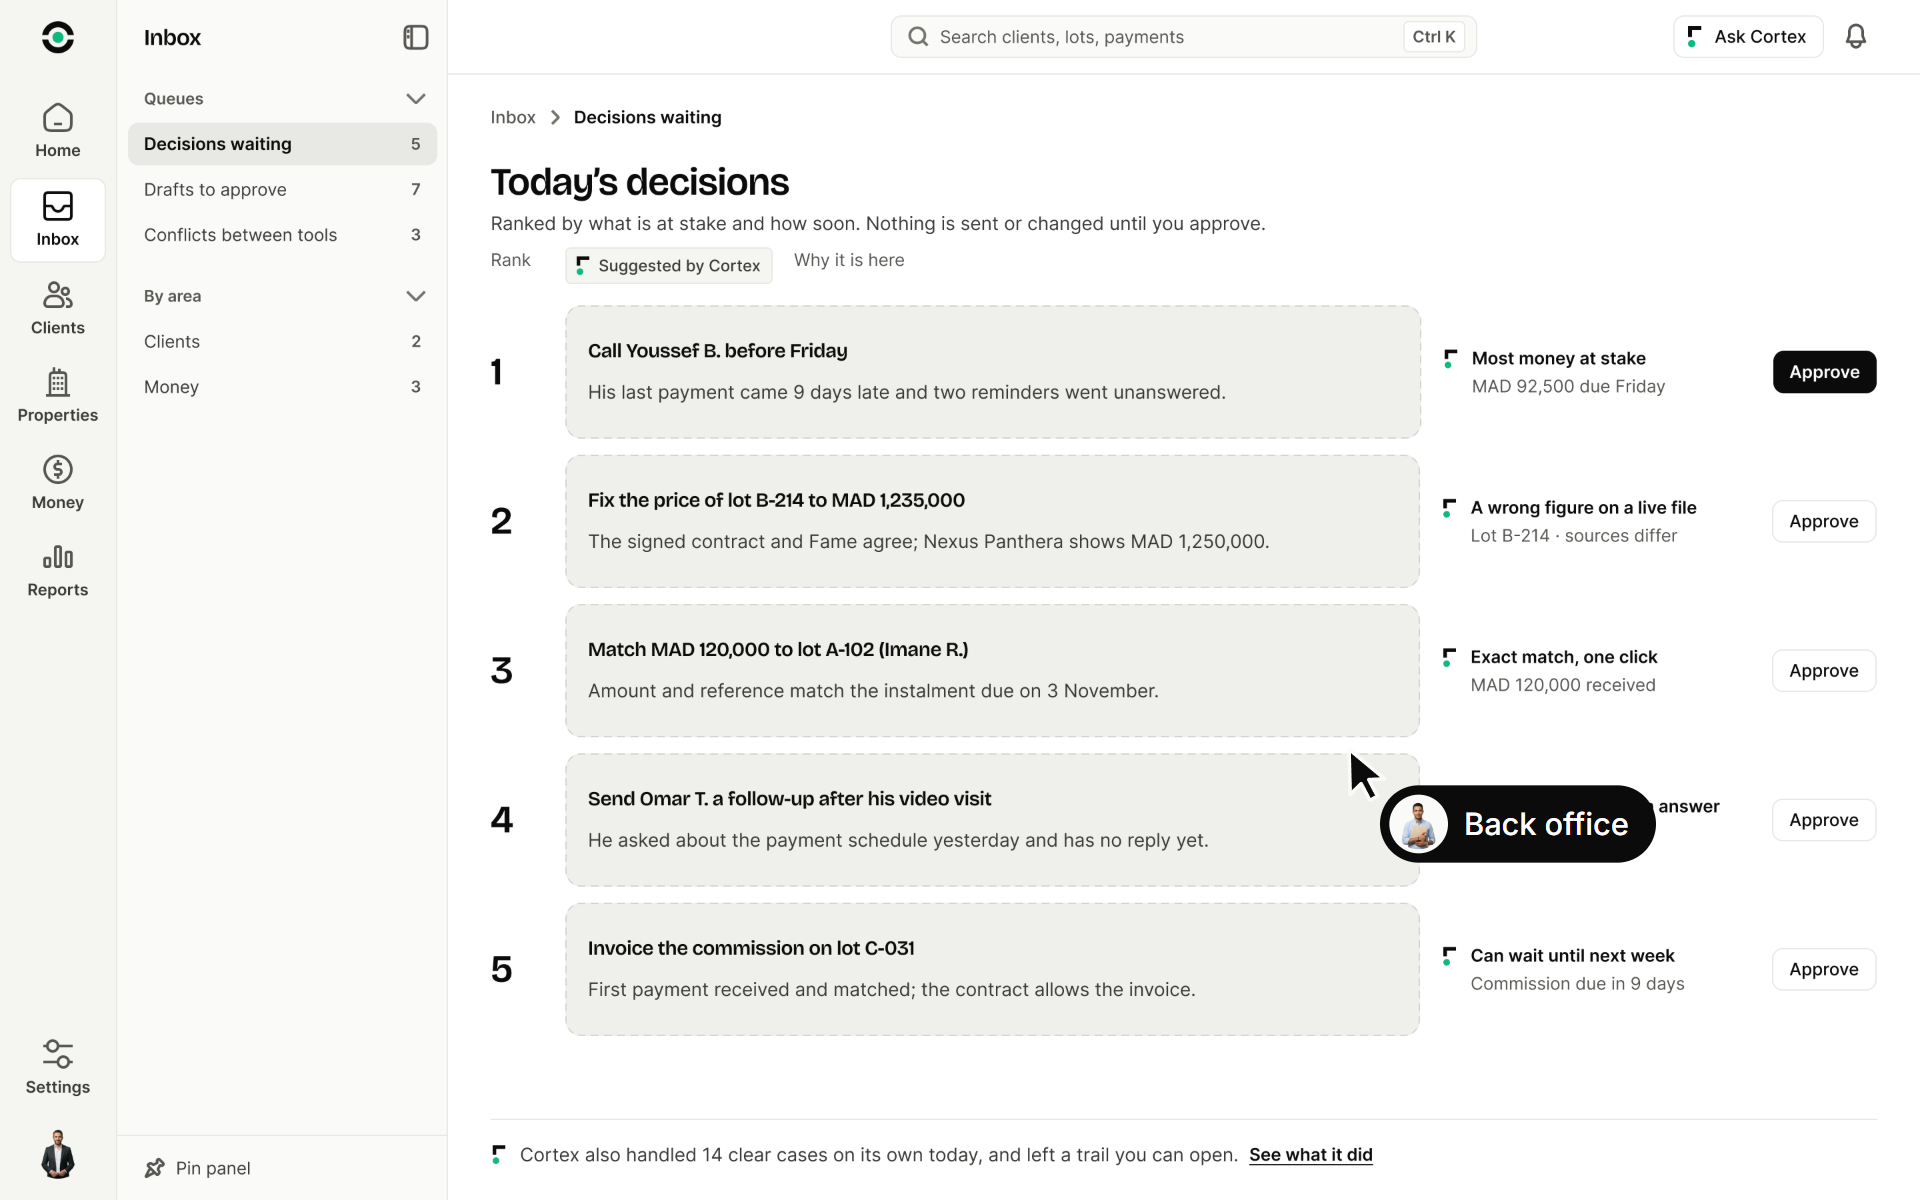 Inbox
Search clients, lots, payments
Ctrl K
Ask Cortex
Home
Inbox
Clients
Properties
Money
Reports
Settings
Queues
Decisions waiting 5
Drafts to approve 7
Conflicts between tools 3
By area
Clients 2
Money 3
Pin panel
Inbox
Decisions waiting
Today's decisions
Ranked by what is at stake and how soon. Nothing is sent or changed until you approve.
Rank
Suggested by Cortex
Why it is here
1
Call Youssef B. before Friday
His last payment came 9 days late and two reminders went unanswered.
Most money at stake
MAD 92,500 due Friday
Approve
2
Fix the price of lot B-214 to MAD 1,235,000
The signed contract and Fame agree; Nexus Panthera shows MAD 1,250,000.
A wrong figure on a live file
Lot B-214 · sources differ
Approve
3
Match MAD 120,000 to lot A-102 (Imane R.)
Amount and reference match the instalment due on 3 November.
Exact match, one click
MAD 120,000 received
Approve
4
Send Omar T. a follow-up after his video visit
He asked about the payment schedule yesterday and has no reply yet.
answer
Back office
Approve
5
Invoice the commission on lot C-031
First payment received and matched; the contract allows the invoice.
Can wait until next week
Commission due in 9 days
Approve
Cortex also handled 14 clear cases on its own today, and left a trail you can open. See what it did